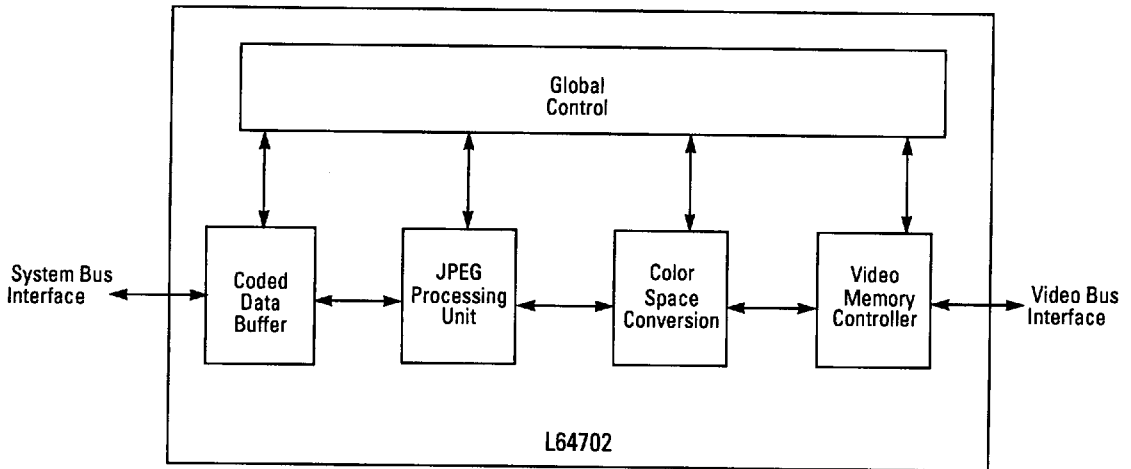 Global
Control
System Bus
Interface
Coded
Data
Buffer
JPEG
Processing
Unit
Color
Space
Conversion
Video
Memory
Controller
Video Bus
Interface
L64702